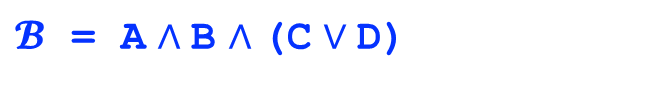 ℬ = A ∧ B ∧ (C ∨ D)